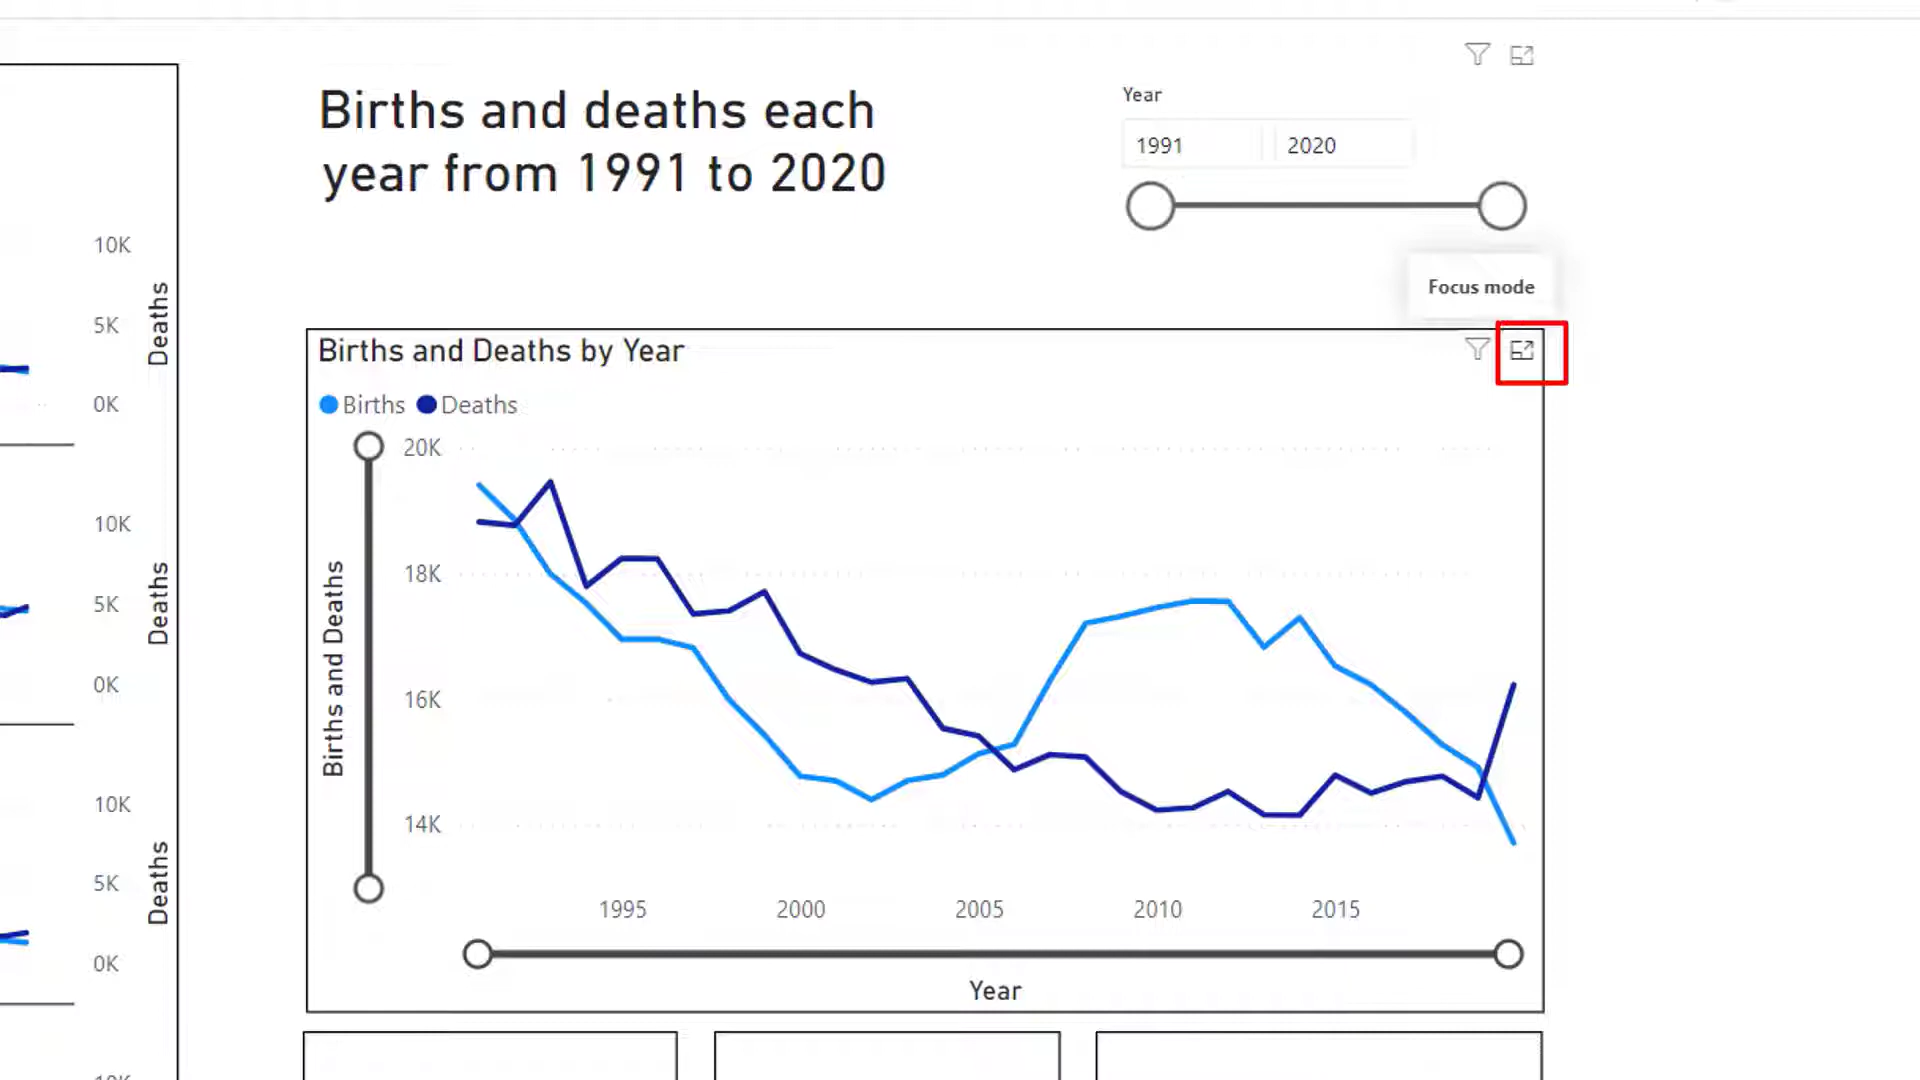 10K
5K
0K
Deaths
10K
5K
0K
Deaths
10K
5K
0K
Deaths
Births and deaths each
year from 1991 to 2020
Year
1991 2020
Focus mode
Births and Deaths by Year
Births Deaths
Births and Deaths
20K
18K
16K
14K
1995 2000 2005 2010 2015
Year